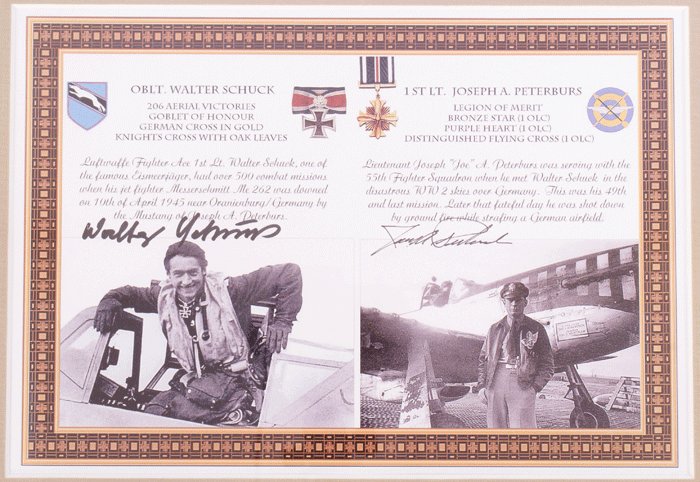 OBLT. WALTER SCHUCK
206 AERIAL VICTORIES
GOBLET OF HONOUR
GERMAN CROSS IN GOLD
KNIGHTS CROSS WITH OAK LEAVES
Luftwaffe Fighter Ace 1st Lt. Walter Schuck, one of
the famous Eismeerjäger, had over 500 combat missions
when his jet fighter Messerschmitt Me 262 was downed
on 10th of April 1945 near Oranienburg/Germany by
the Mustang of Joseph A. Peterburs.
Walter Schuck
1 ST LT. JOSEPH A. PETERBURS
LEGION OF MERIT
BRONZE STAR (1 OLC)
PURPLE HEART (1 OLC)
DISTINGUISHED FLYING CROSS (1 OLC)
Lieutenant Joseph "Joe" A. Peterburs was serving with the
55th Fighter Squadron when he met Walter Schuck in the
disastrous WW 2 skies over Germany. This was his 49th
and last mission. Later that fateful day he was shot down
by ground fire while strafing a German airfield.